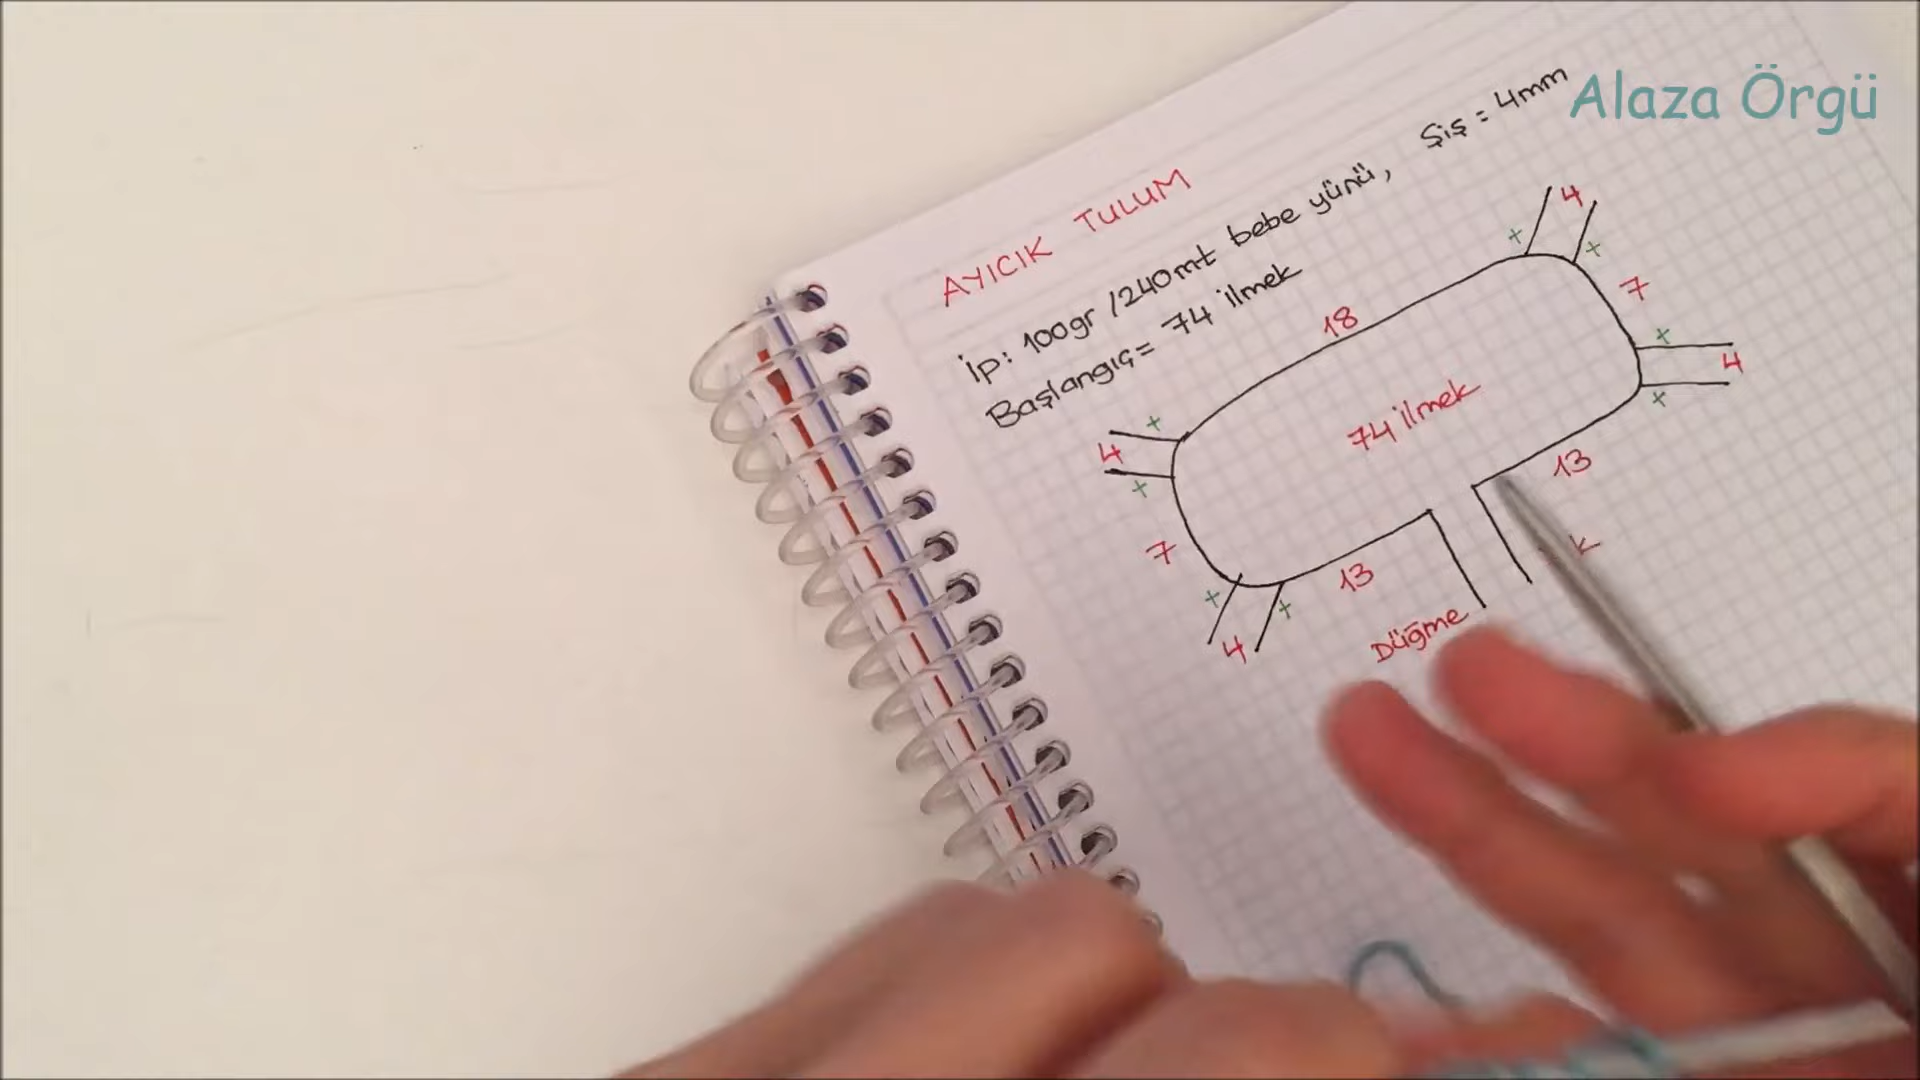 Alaza Örgü
AYICIK TULUM
İp: 100gr /240mt bebe yünü, Şiş = 4mm
Başlangıç = 74 ilmek
+ 4 +
18
7
+ 4 +
74 ilmek
+ 4 +
7
13
13
+ 4 +
Düğme